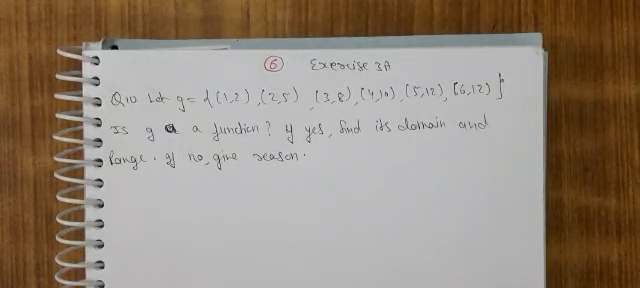 6 Exercise 3A
Q10 Let g = {(1,2), (2,5), (3,8), (4,10), (5,12), (6,12)}
Is g a function? If yes, find its domain and
Range. If no, give reason.